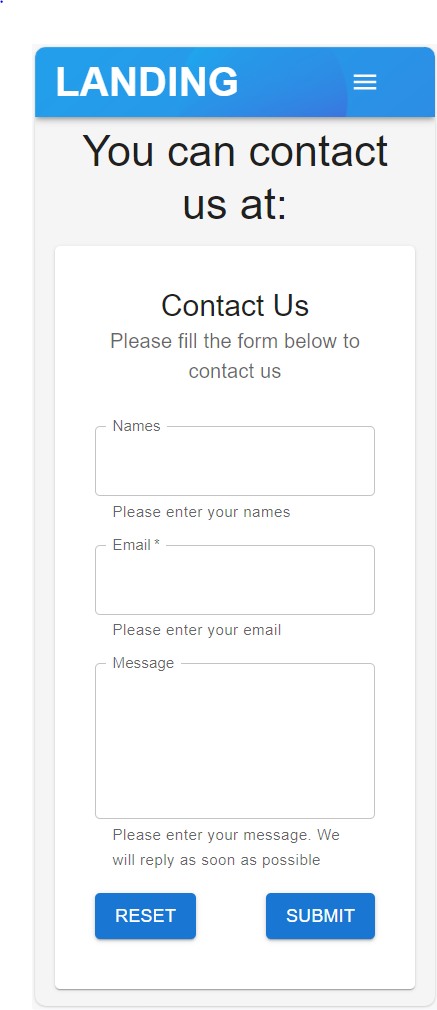 LANDING
You can contact
us at:
Contact Us
Please fill the form below to
contact us
Names
Please enter your names
Email *
Please enter your email
Message
Please enter your message. We
will reply as soon as possible
RESET
SUBMIT